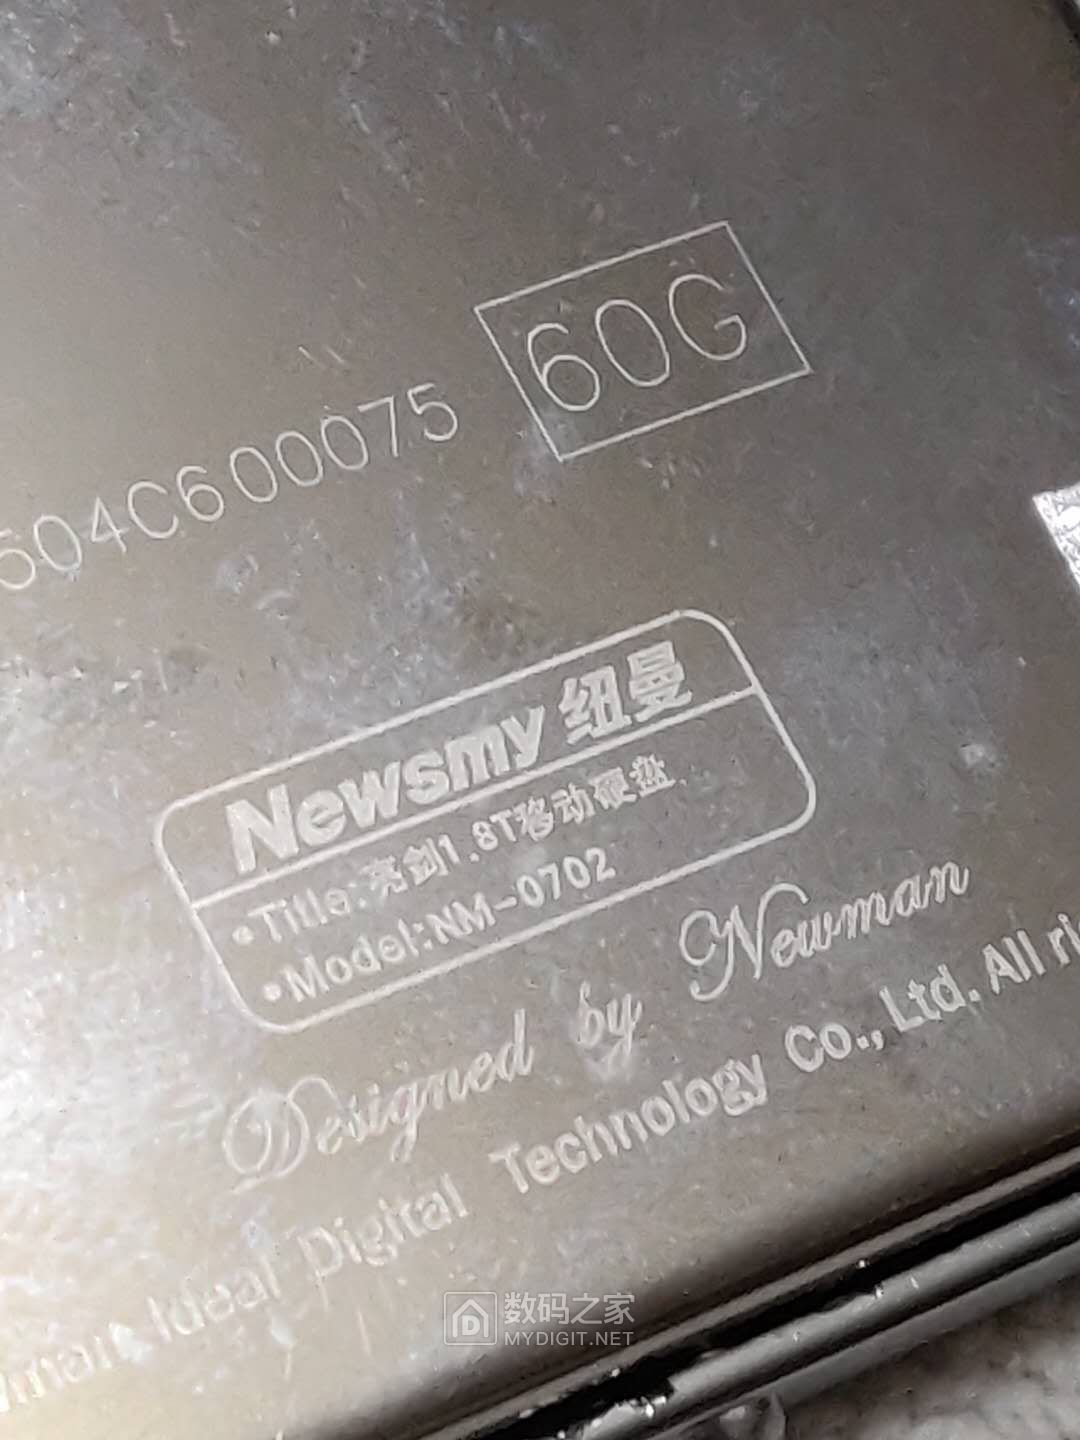 60G
504C600075
Newsmy 纽曼
•Title:亮剑1.8T移动硬盘
•Model:NM-0702
Designed by Newman
Ideal Digital Technology Co.,Ltd. All
数码之家
MYDIGIT.NET